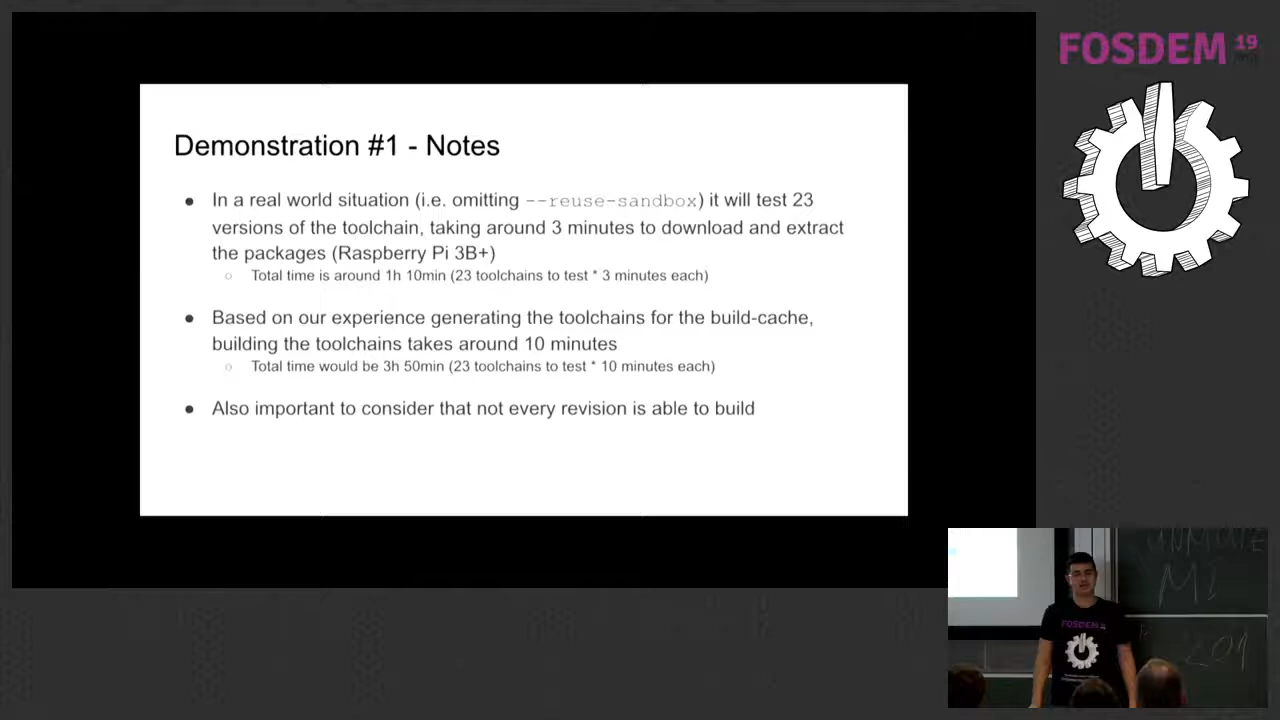 FOSDEM 19
Demonstration #1 - Notes
● In a real world situation (i.e. omitting --reuse-sandbox) it will test 23
versions of the toolchain, taking around 3 minutes to download and extract
the packages (Raspberry Pi 3B+)
○ Total time is around 1h 10min (23 toolchains to test * 3 minutes each)
● Based on our experience generating the toolchains for the build-cache,
building the toolchains takes around 10 minutes
○ Total time would be 3h 50min (23 toolchains to test * 10 minutes each)
● Also important to consider that not every revision is able to build
FOSDEM